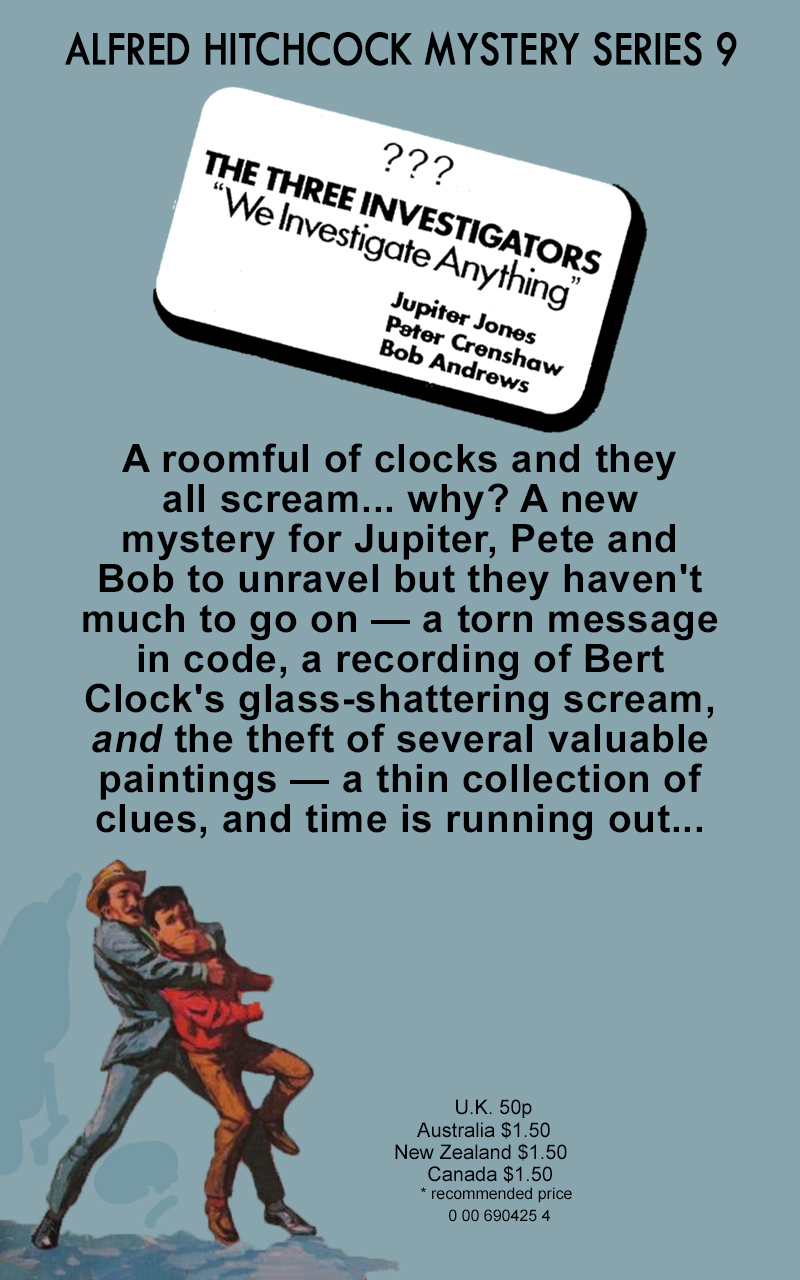 ALFRED HITCHCOCK MYSTERY SERIES 9
???
THE THREE INVESTIGATORS
“We Investigate Anything”
Jupiter Jones
Peter Crenshaw
Bob Andrews
A roomful of clocks and they
all scream... why? A new
mystery for Jupiter, Pete and
Bob to unravel but they haven't
much to go on — a torn message
in code, a recording of Bert
Clock's glass-shattering scream,
and the theft of several valuable
paintings — a thin collection of
clues, and time is running out...
U.K. 50p
Australia $1.50
New Zealand $1.50
Canada $1.50
* recommended price
0 00 690425 4